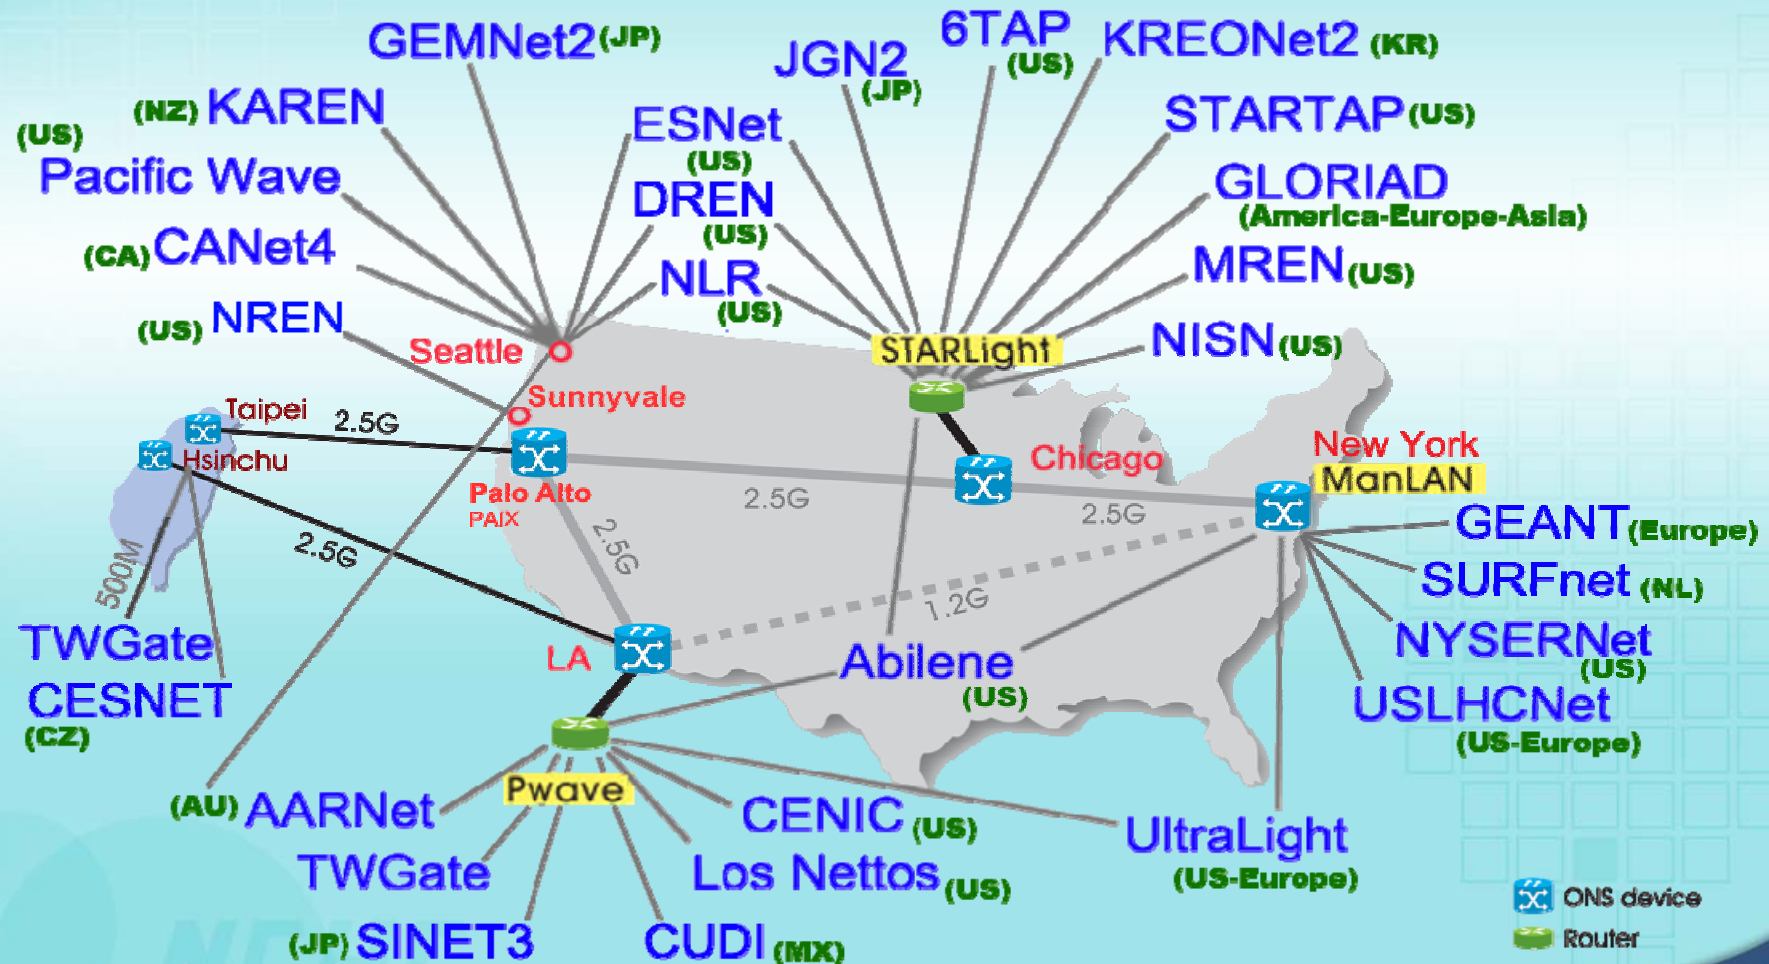 GEMNet2 (JP)
JGN2
(JP)
6TAP
(US)
KREONet2 (KR)
(NZ) KAREN
ESNet
(US)
STARTAP (US)
(US)
Pacific Wave
DREN
(US)
GLORIAD
(America-Europe-Asia)
(CA) CANet4
NLR
(US)
MREN (US)
(US) NREN
Seattle
STARLight
NISN (US)
Sunnyvale
Taipei
2.5G
Hsinchu
Palo Alto
PAIX
2.5G
Chicago
2.5G
New York
ManLAN
GEANT (Europe)
2.5G
2.5G
500M
SURFnet (NL)
1.2G
TWGate
LA
Abilene
(US)
NYSERNet
(US)
CESNET
(CZ)
USLHCNet
(US-Europe)
Pwave
(AU) AARNet
CENIC (US)
UltraLight
(US-Europe)
TWGate
Los Nettos (US)
(JP) SINET3
CUDI (MX)
ONS device
Router